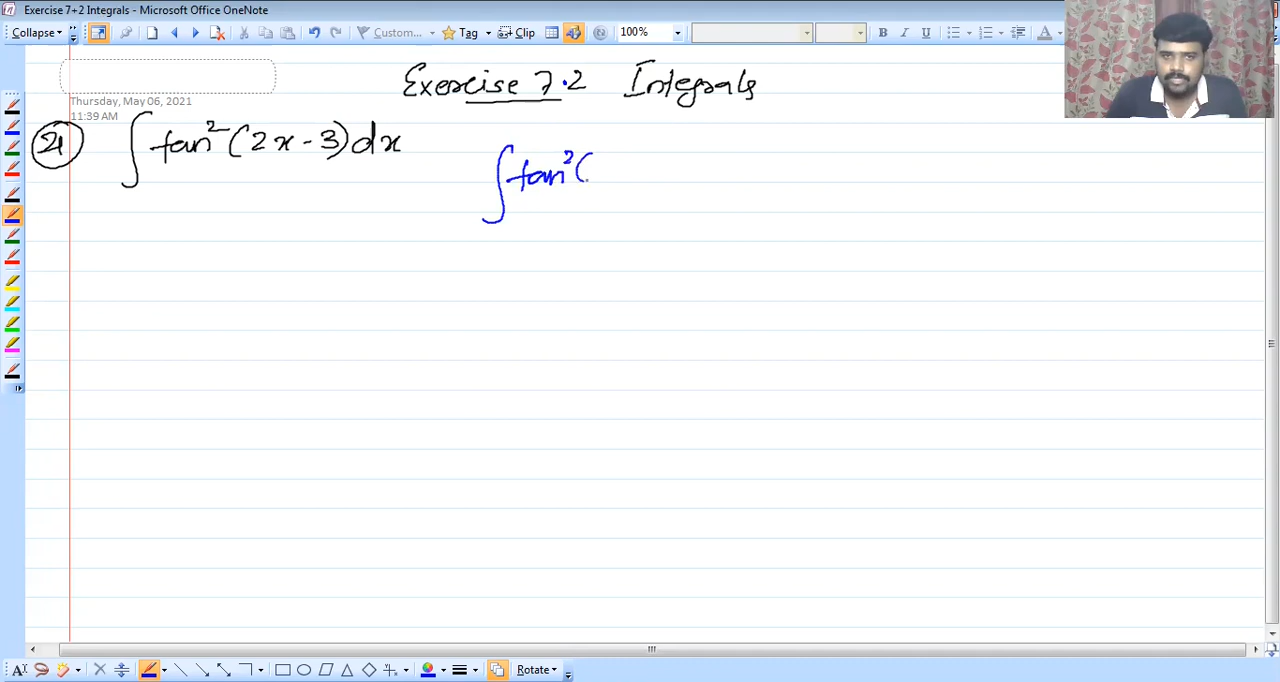 Exercise 7+2 Integrals - Microsoft Office OneNote
Collapse Custom... Tag Clip 100% B I U A
Exercise 7.2 Integrals
Thursday, May 06, 2021
11:39 AM
21 ∫ tan² (2x - 3) dx
∫ tan² (
Rotate